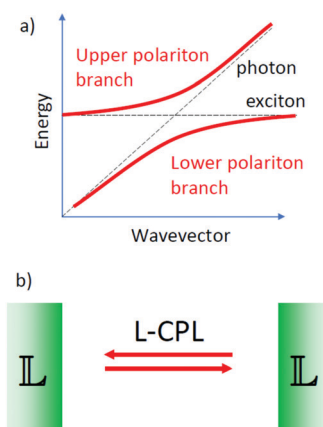 a)
Upper polariton
branch
photon
exciton
Energy
Lower polariton
branch
Wavevector
b)
L-CPL
𝕃
𝕃